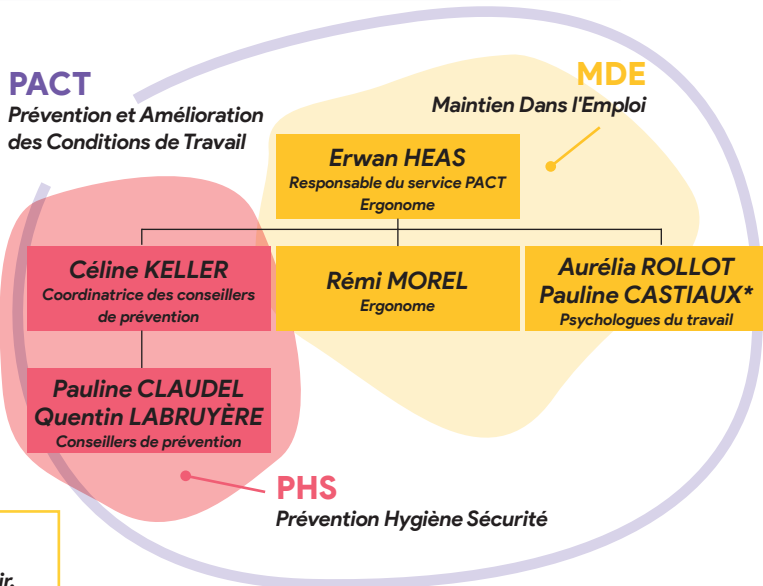 PACT
Prévention et Amélioration
des Conditions de Travail
MDE
Maintien Dans l'Emploi
Erwan HEAS
Responsable du service PACT
Ergonome
Céline KELLER
Coordinatrice des conseillers
de prévention
Rémi MOREL
Ergonome
Aurélia ROLLOT
Pauline CASTIAUX*
Psychologues du travail
Pauline CLAUDEL
Quentin LABRUYÈRE
Conseillers de prévention
PHS
Prévention Hygiène Sécurité